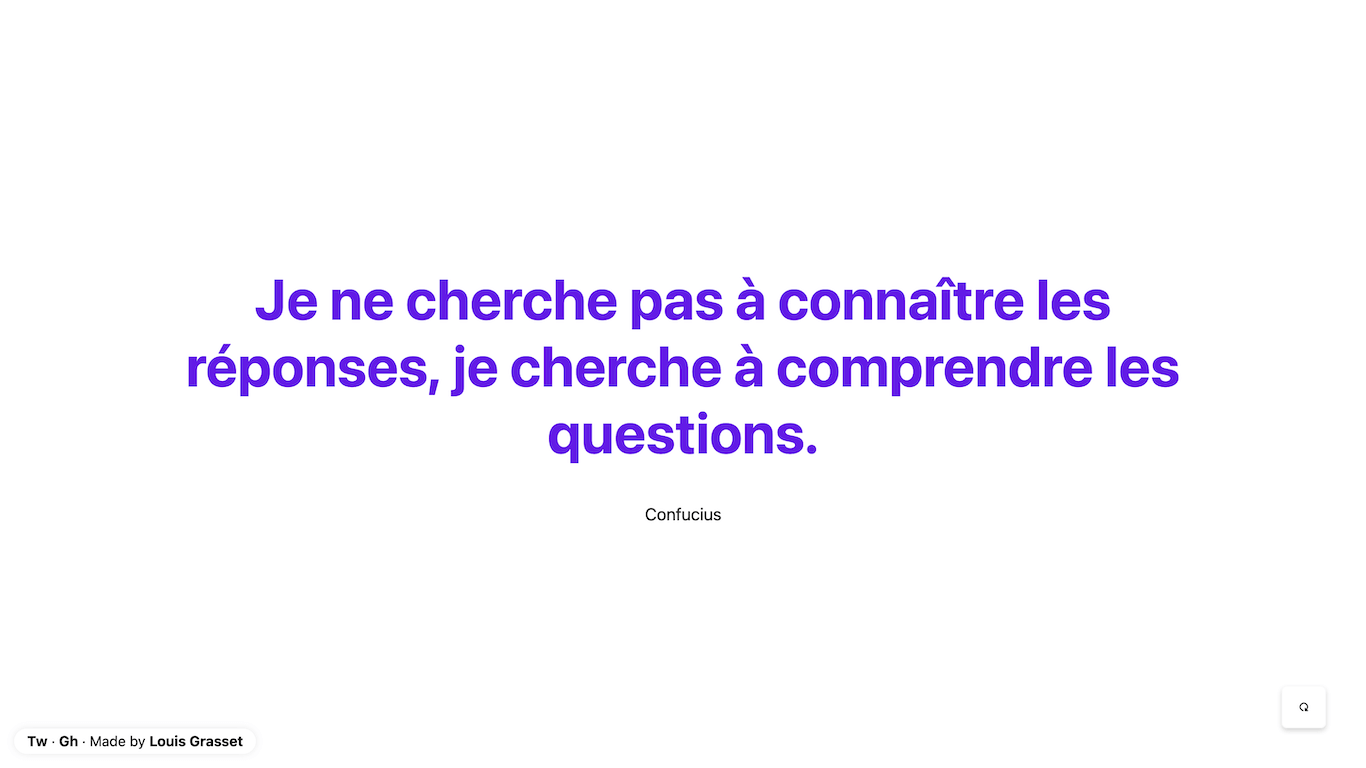 Je ne cherche pas à connaître les
réponses, je cherche à comprendre les
questions.
Confucius
Tw · Gh · Made by Louis Grasset